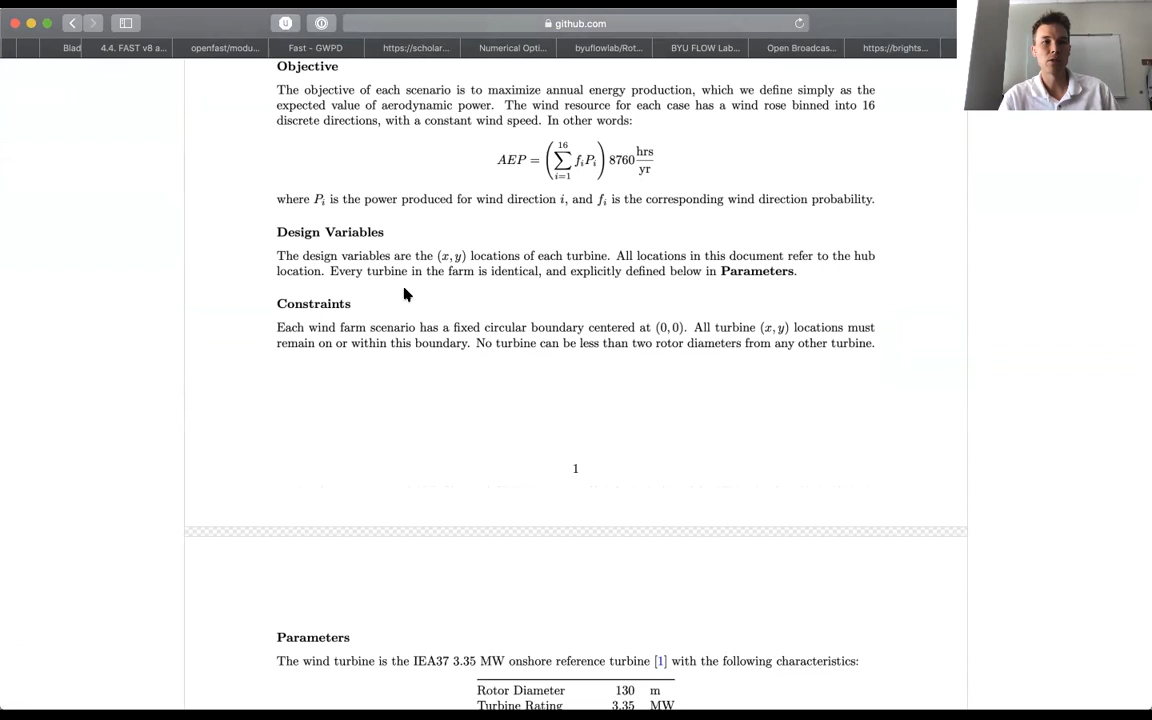 github.com
Blad
4.4. FAST v8 a...
openfast/modu...
Fast - GWPD
https://scholar...
Numerical Opti...
byuflowlab/Rot...
BYU FLOW Lab...
Open Broadcas...
https://brights...
Objective
The objective of each scenario is to maximize annual energy production, which we define simply as the
expected value of aerodynamic power. The wind resource for each case has a wind rose binned into 16
discrete directions, with a constant wind speed. In other words:
AEP = (∑_{i=1}^{16} f_i P_i) 8760 hrs/yr
where P_i is the power produced for wind direction i, and f_i is the corresponding wind direction probability.
Design Variables
The design variables are the (x, y) locations of each turbine. All locations in this document refer to the hub
location. Every turbine in the farm is identical, and explicitly defined below in Parameters.
Constraints
Each wind farm scenario has a fixed circular boundary centered at (0, 0). All turbine (x, y) locations must
remain on or within this boundary. No turbine can be less than two rotor diameters from any other turbine.
1
Parameters
The wind turbine is the IEA37 3.35 MW onshore reference turbine [1] with the following characteristics:
Rotor Diameter 130 m
Turbine Rating 3.35 MW